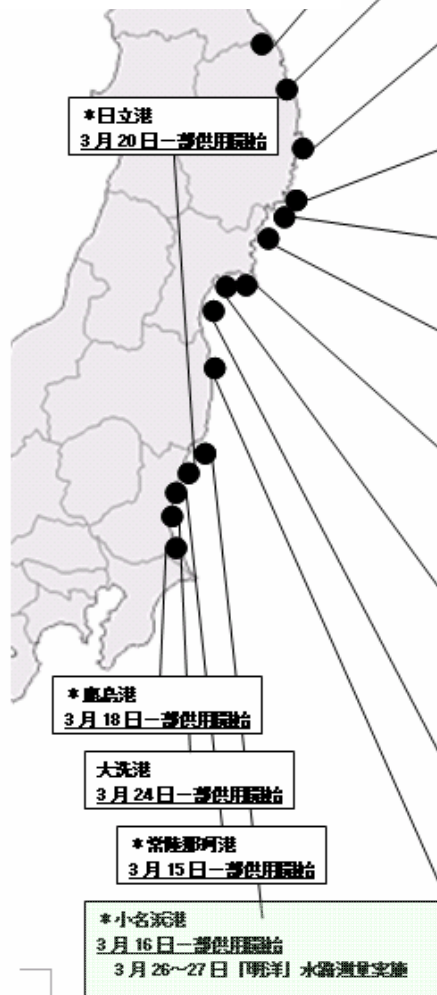 *日立港
3月20日一部供用開始
*鹿島港
3月18日一部供用開始
大洗港
3月24日一部供用開始
*常陸那珂港
3月15日一部供用開始
*小名浜港
3月16日一部供用開始
3月26～27日「明洋」水路測量実施